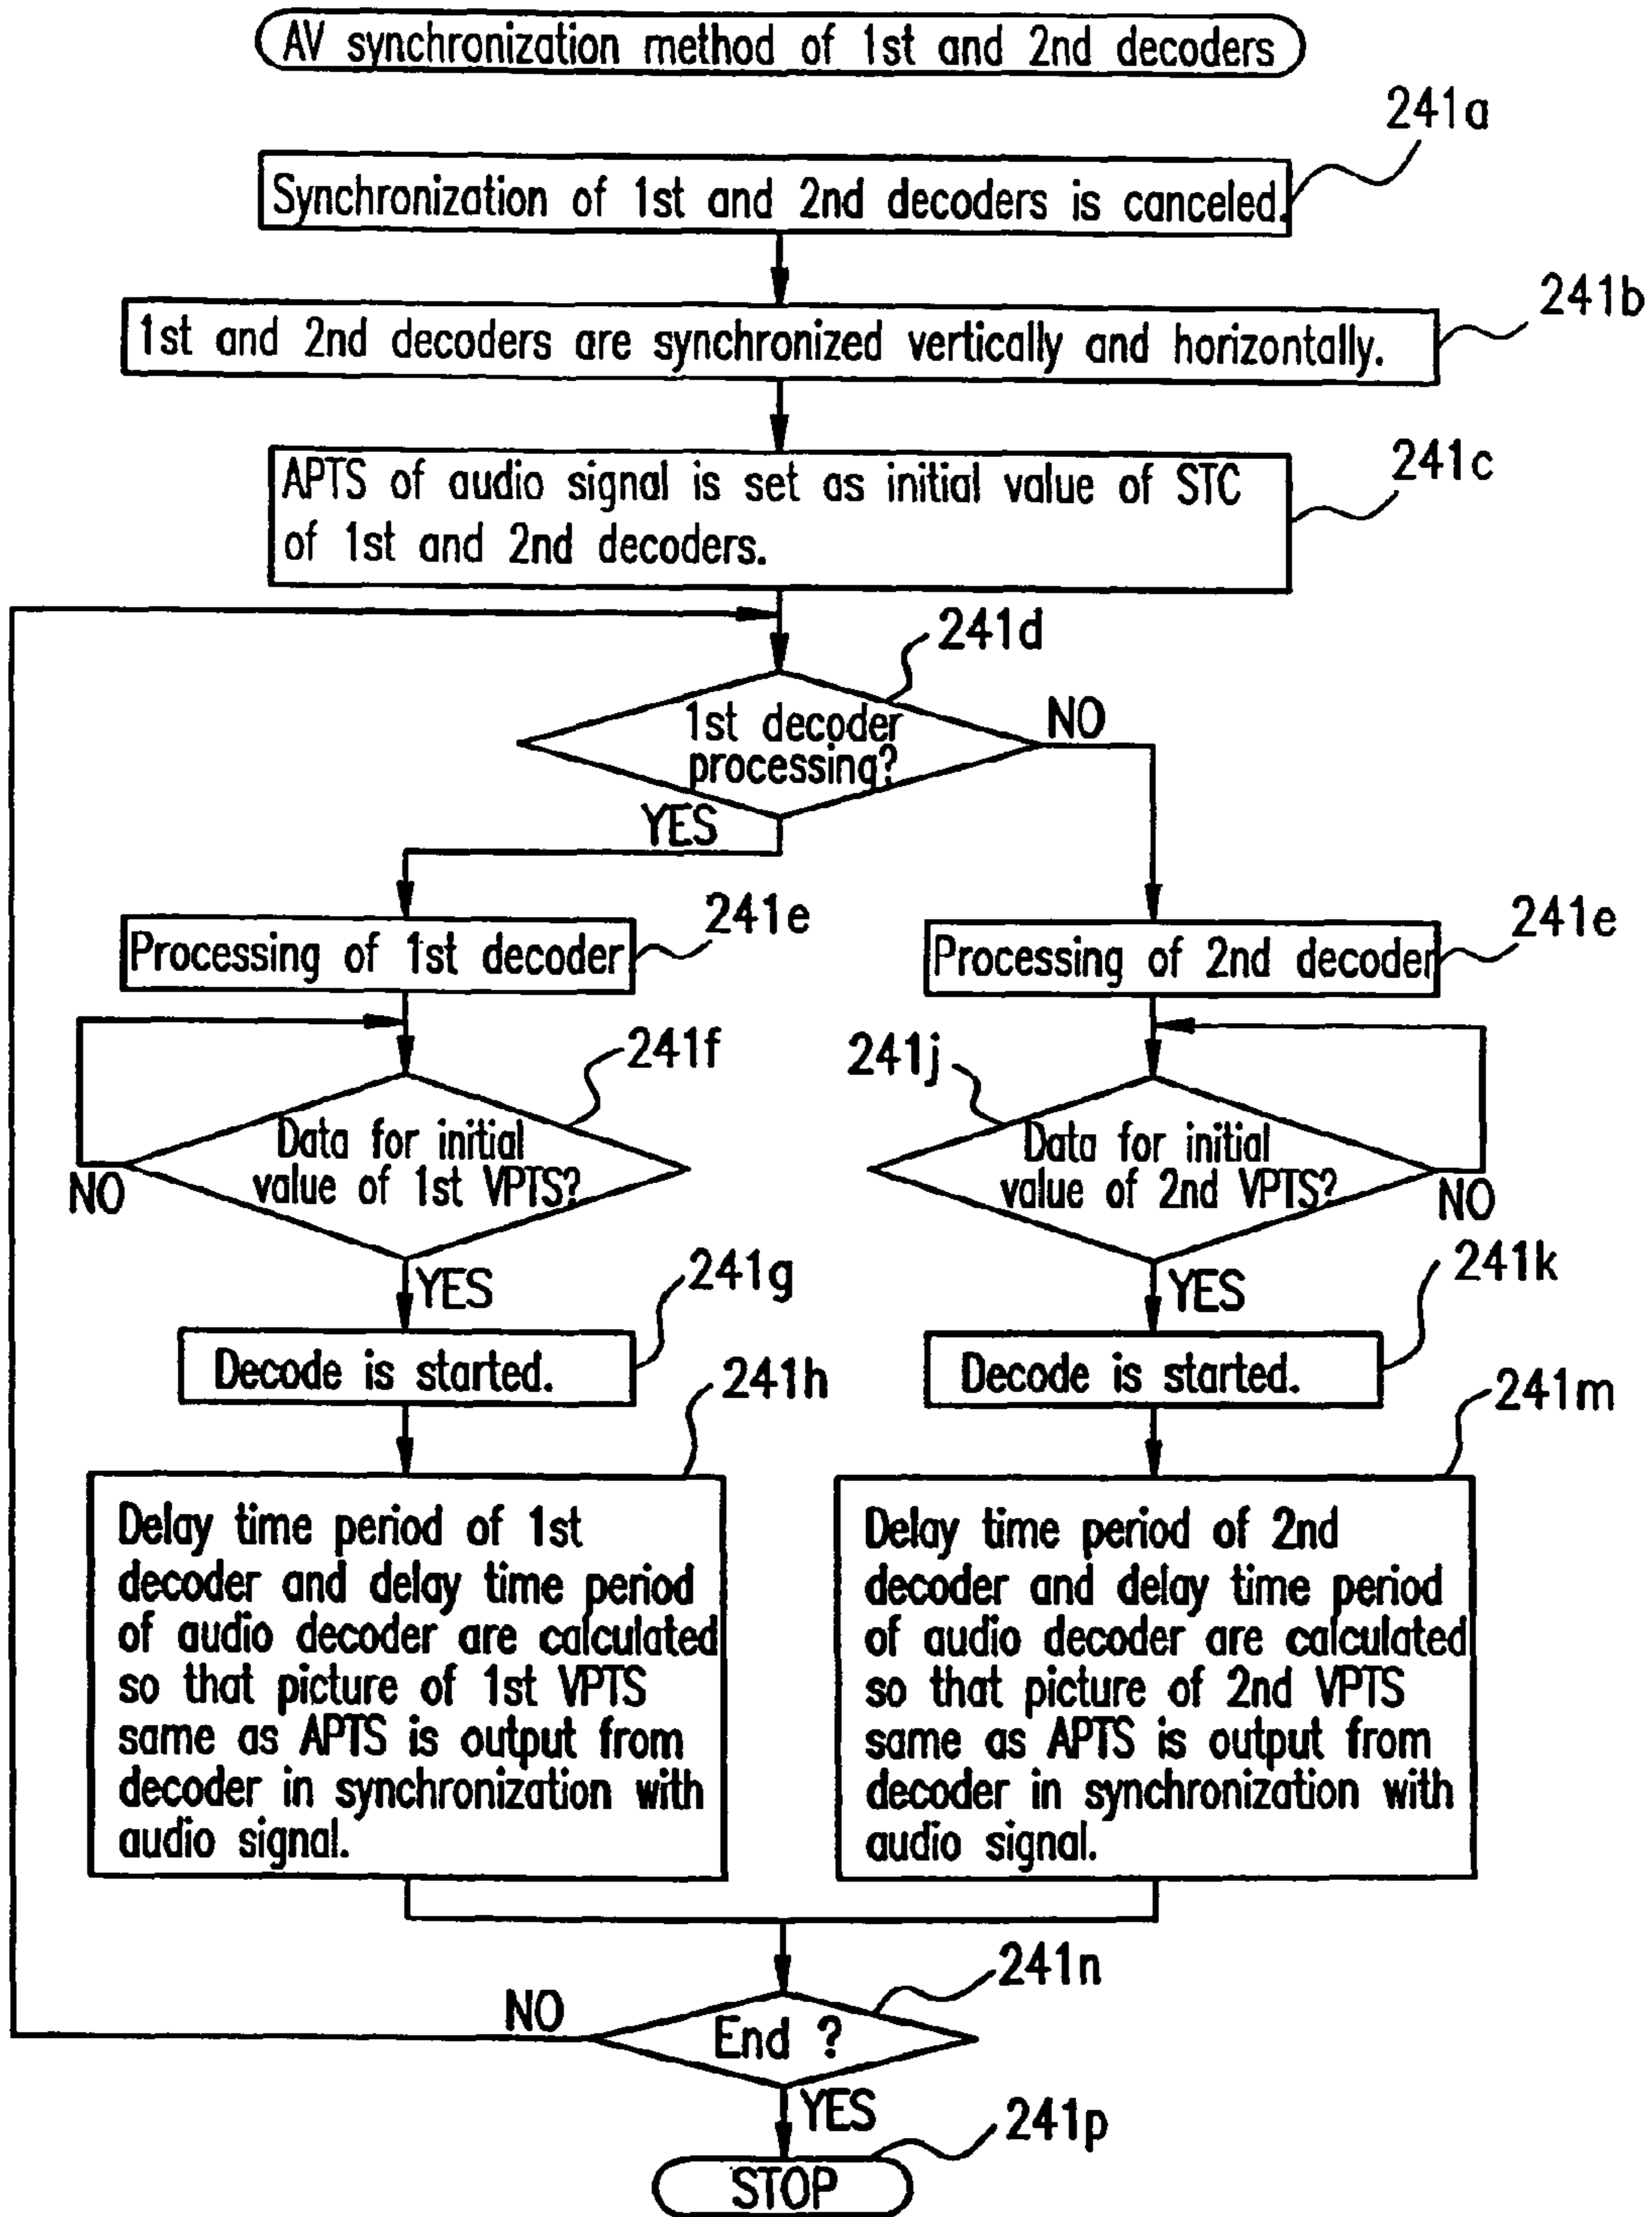 AV synchronization method of 1st and 2nd decoders
241a
Synchronization of 1st and 2nd decoders is canceled.
241b
1st and 2nd decoders are synchronized vertically and horizontally.
241c
APTS of audio signal is set as initial value of STC
of 1st and 2nd decoders.
241d
1st decoder
processing?
NO
YES
241e
Processing of 1st decoder
241e
Processing of 2nd decoder
241f
Data for initial
value of 1st VPTS?
NO
241j
Data for initial
value of 2nd VPTS?
NO
YES
241g
Decode is started.
YES
241k
Decode is started.
241h
Delay time period of 1st
decoder and delay time period
of audio decoder are calculated
so that picture of 1st VPTS
same as APTS is output from
decoder in synchronization with
audio signal.
241m
Delay time period of 2nd
decoder and delay time period
of audio decoder are calculated
so that picture of 2nd VPTS
same as APTS is output from
decoder in synchronization with
audio signal.
241n
NO
End ?
YES
241p
STOP